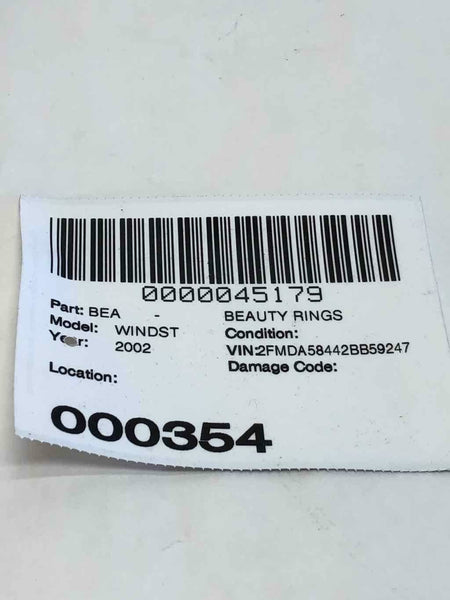 0000045179
Part: BEA - BEAUTY RINGS
Model: WINDST Condition:
Year: 2002 VIN:2FMDA58442BB59247
Location: Damage Code:
000354